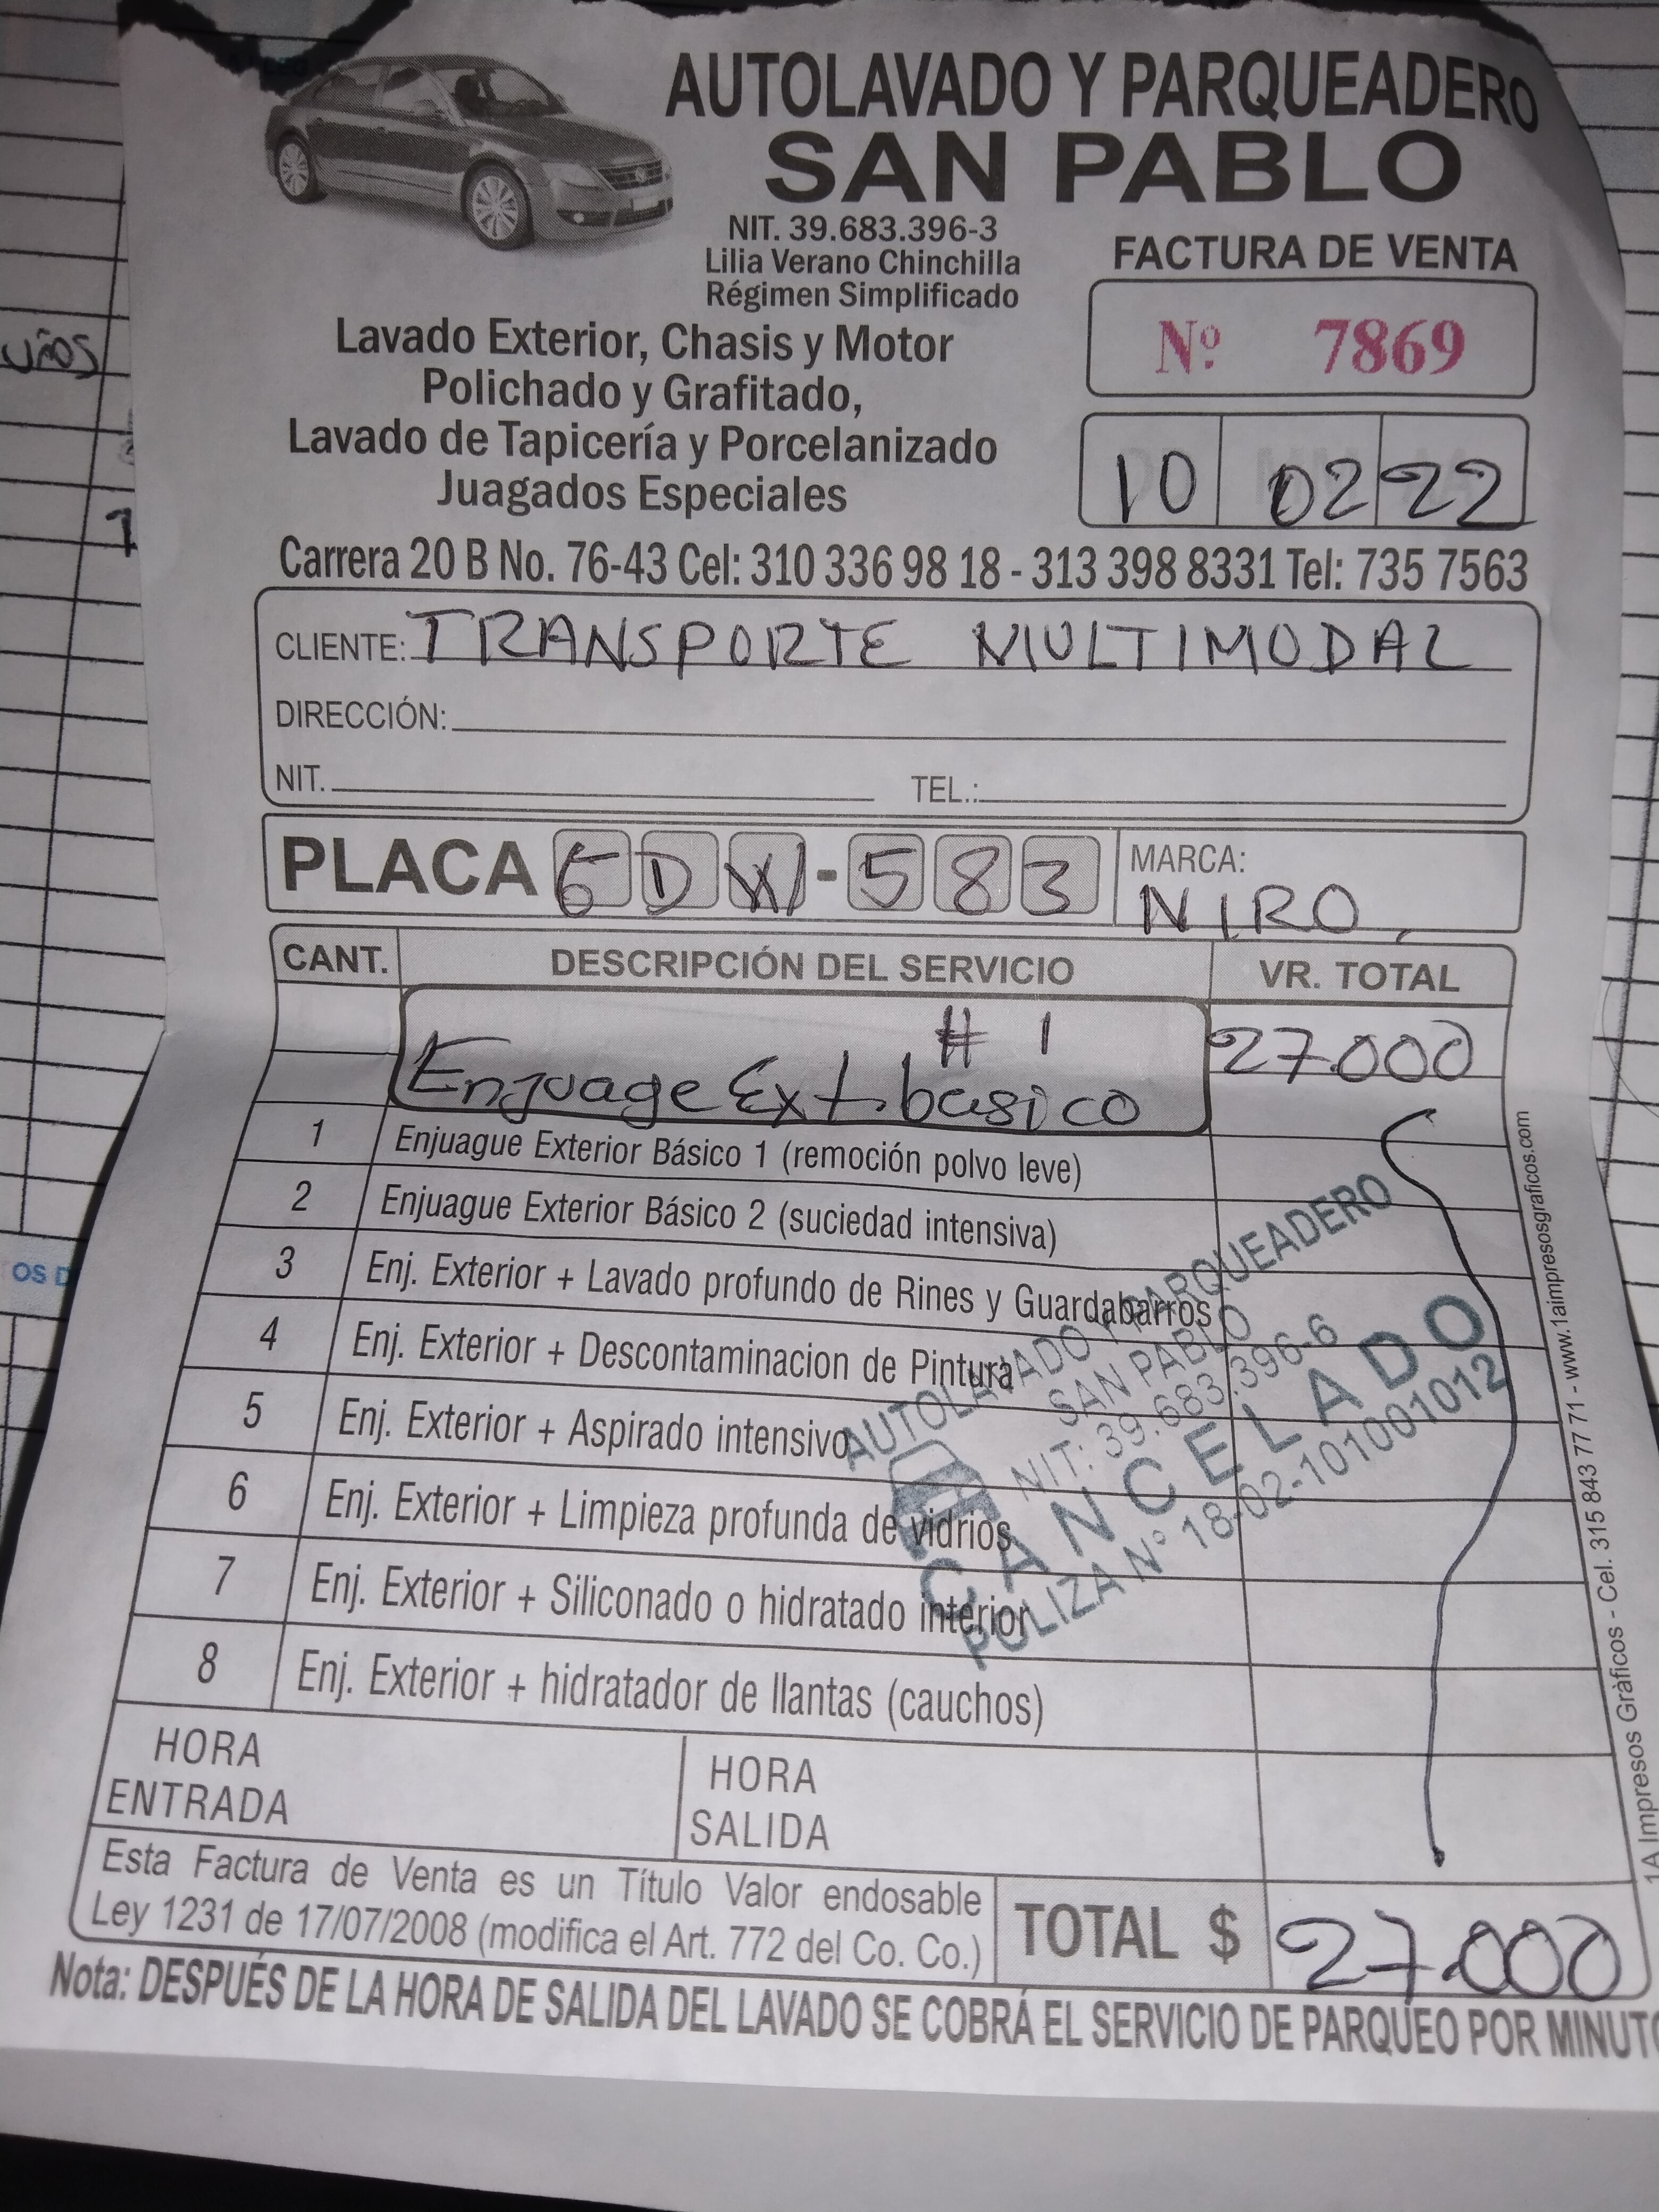 AUTOLAVADO Y PARQUEADERO
SAN PABLO
NIT. 39.683.396-3
Lilia Verano Chinchilla
Régimen Simplificado
FACTURA DE VENTA
Nº 7869
Lavado Exterior, Chasis y Motor
Polichado y Grafitado,
Lavado de Tapicería y Porcelanizado
Juagados Especiales
10 02 22
Carrera 20 B No. 76-43 Cel: 310 336 98 18 - 313 398 8331 Tel: 735 7563
CLIENTE: TRANSPORTE MULTIMODAL
DIRECCIÓN:
NIT. TEL.:
PLACA - 583
MARCA:
NIRO
CANT. DESCRIPCIÓN DEL SERVICIO VR. TOTAL
# 1
Enjuage Ext. basico 27.000
1 Enjuague Exterior Básico 1 (remoción polvo leve)
2 Enjuague Exterior Básico 2 (suciedad intensiva)
3 Enj. Exterior + Lavado profundo de Rines y Guardabarros
4 Enj. Exterior + Descontaminacion de Pintura
5 Enj. Exterior + Aspirado intensivo
6 Enj. Exterior + Limpieza profunda de vidrios
7 Enj. Exterior + Siliconado o hidratado interior
8 Enj. Exterior + hidratador de llantas (cauchos)
AUTOLAVADO Y PARQUEADERO
SAN PABLO
NIT: 39.683.396-6
CANCELADO
POLIZA N° 18-02-101001012
HORA
ENTRADA
HORA
SALIDA
Esta Factura de Venta es un Título Valor endosable
Ley 1231 de 17/07/2008 (modifica el Art. 772 del Co. Co.)
TOTAL $ 27.000
Nota: DESPUÉS DE LA HORA DE SALIDA DEL LAVADO SE COBRÁ EL SERVICIO DE PARQUEO POR MINUTO
1A Impresos Gráficos - Cel. 315 843 77 71 - www.1aimpresosgraficos.com